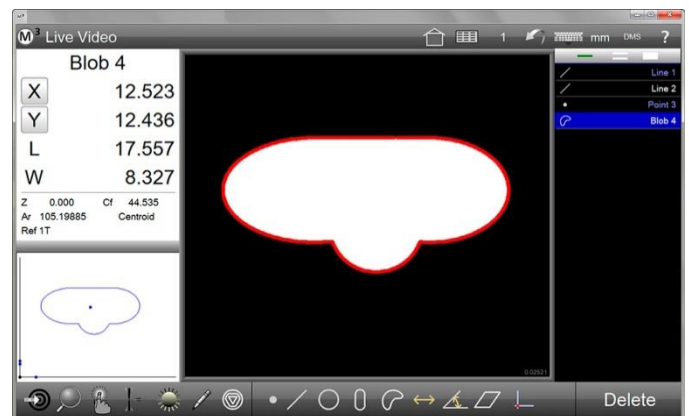 M³ Live Video
1
mm
DMS
?
Blob 4
X 12.523
Y 12.436
L 17.557
W 8.327
Z 0.000 Cf 44.535
Ar 105.19885 Centroid
Ref 1T
Line 1
Line 2
Point 3
Blob 4
0.02521
Delete